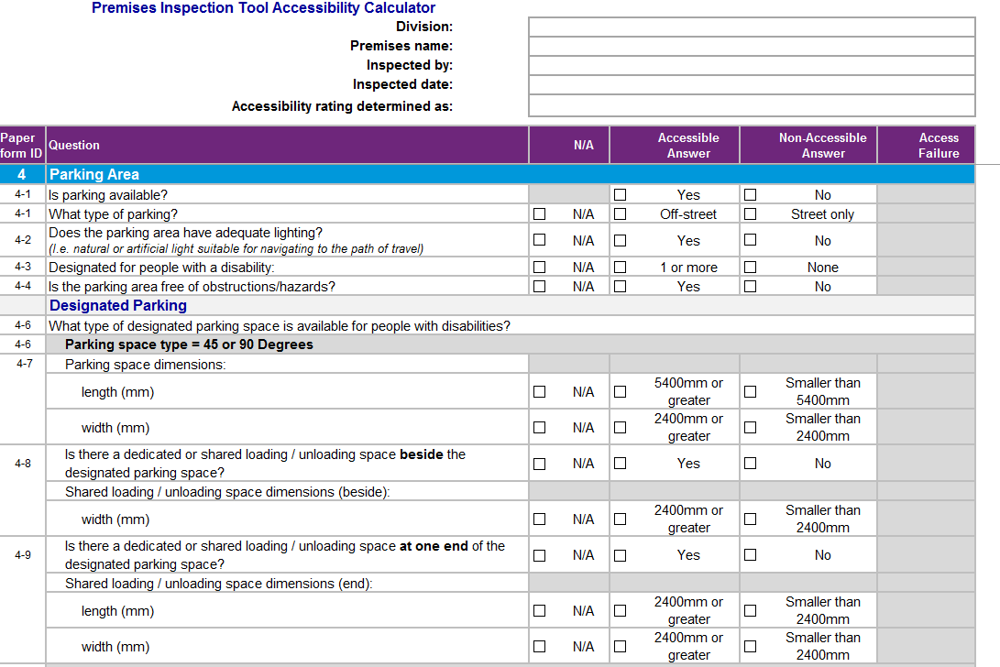 Premises Inspection Tool Accessibility Calculator
Division:
Premises name:
Inspected by:
Inspected date:
Accessibility rating determined as:
Paper form ID Question N/A Accessible Answer Non-Accessible Answer Access Failure
4 Parking Area
4-1 Is parking available? Yes No
4-1 What type of parking? N/A Off-street Street only
4-2 Does the parking area have adequate lighting? N/A Yes No
(I.e. natural or artificial light suitable for navigating to the path of travel)
4-3 Designated for people with a disability: N/A 1 or more None
4-4 Is the parking area free of obstructions/hazards? N/A Yes No
Designated Parking
4-6 What type of designated parking space is available for people with disabilities?
4-6 Parking space type = 45 or 90 Degrees
4-7 Parking space dimensions:
length (mm) N/A 5400mm or greater Smaller than 5400mm
width (mm) N/A 2400mm or greater Smaller than 2400mm
4-8 Is there a dedicated or shared loading / unloading space beside the
designated parking space? N/A Yes No
Shared loading / unloading space dimensions (beside):
width (mm) N/A 2400mm or greater Smaller than 2400mm
4-9 Is there a dedicated or shared loading / unloading space at one end of the
designated parking space? N/A Yes No
Shared loading / unloading space dimensions (end):
length (mm) N/A 2400mm or greater Smaller than 2400mm
width (mm) N/A 2400mm or greater Smaller than 2400mm